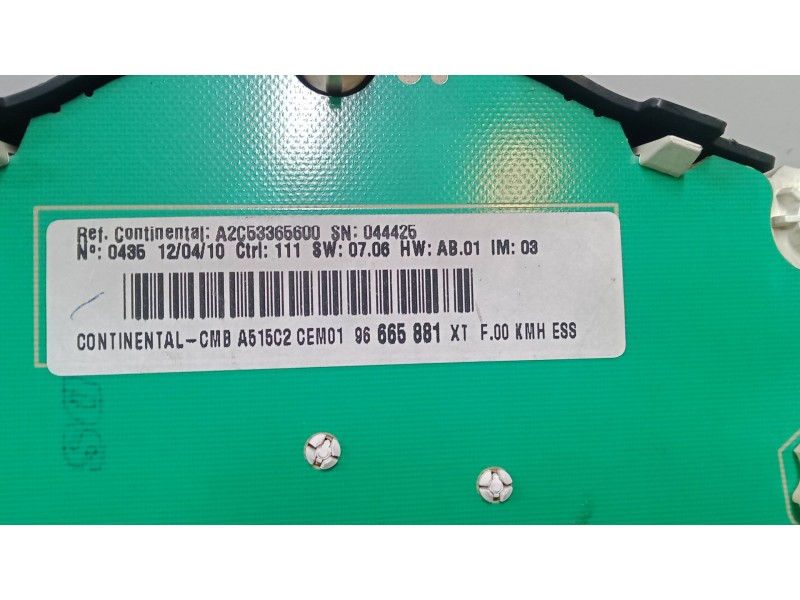 Ref. Continental: A2C53365600 SN: 044425
Nº: 0435 12/04/10 Ctrl: 111 SW: 07.06 HW: AB.01 IM: 03
CONTINENTAL-CMB A515C2 CEM01 96 665 881 XT F.00 KMH ESS